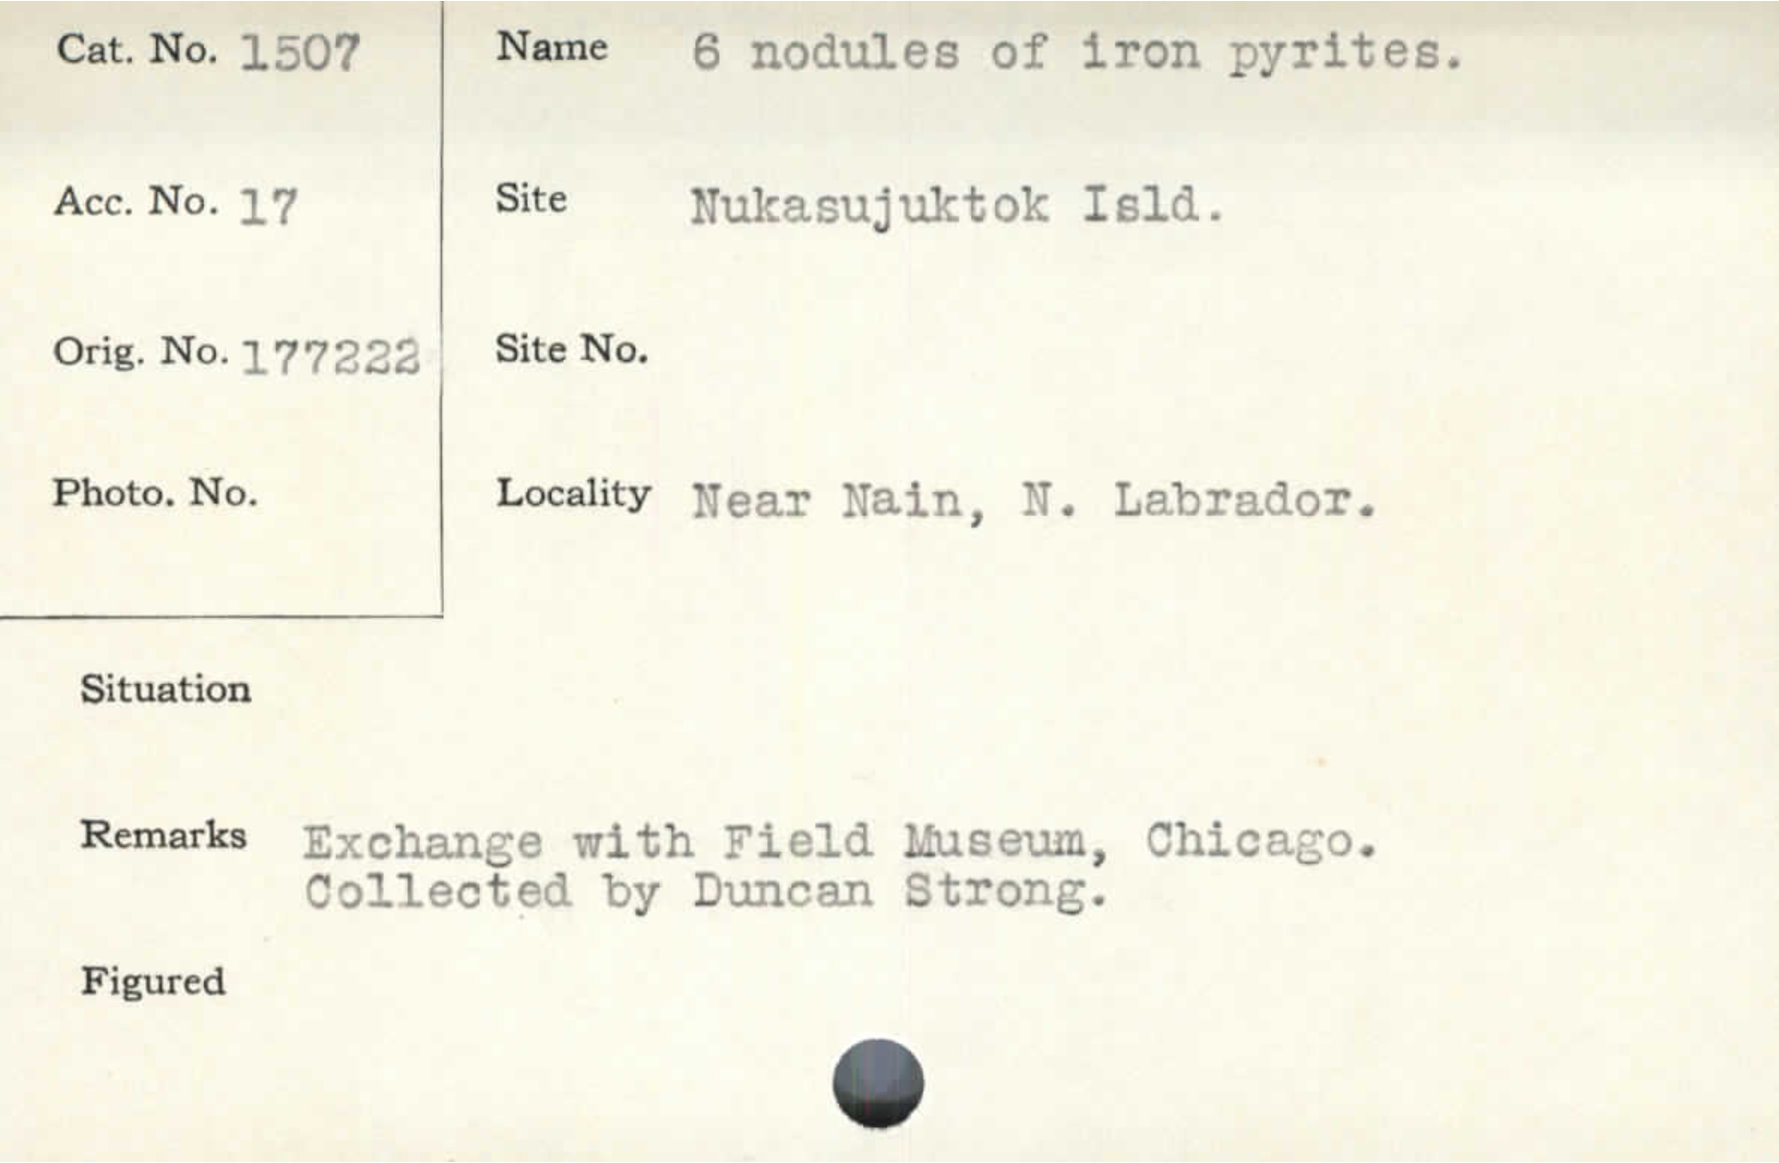 Cat. No. 1507
Name 6 nodules of iron pyrites.
Acc. No. 17
Site Nukasujuktok Isld.
Orig. No. 177222
Site No.
Photo. No.
Locality Near Nain, N. Labrador.
Situation
Remarks Exchange with Field Museum, Chicago.
Collected by Duncan Strong.
Figured